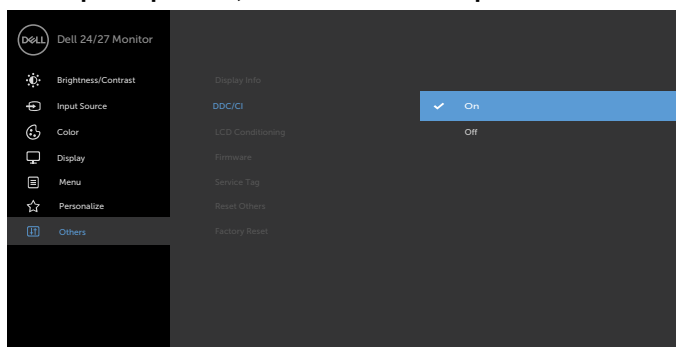 DELL
Dell 24/27 Monitor
Brightness/Contrast
Display Info
Input Source
DDC/CI
On
Color
LCD Conditioning
Off
Display
Firmware
Menu
Service Tag
Personalize
Reset Others
Others
Factory Reset